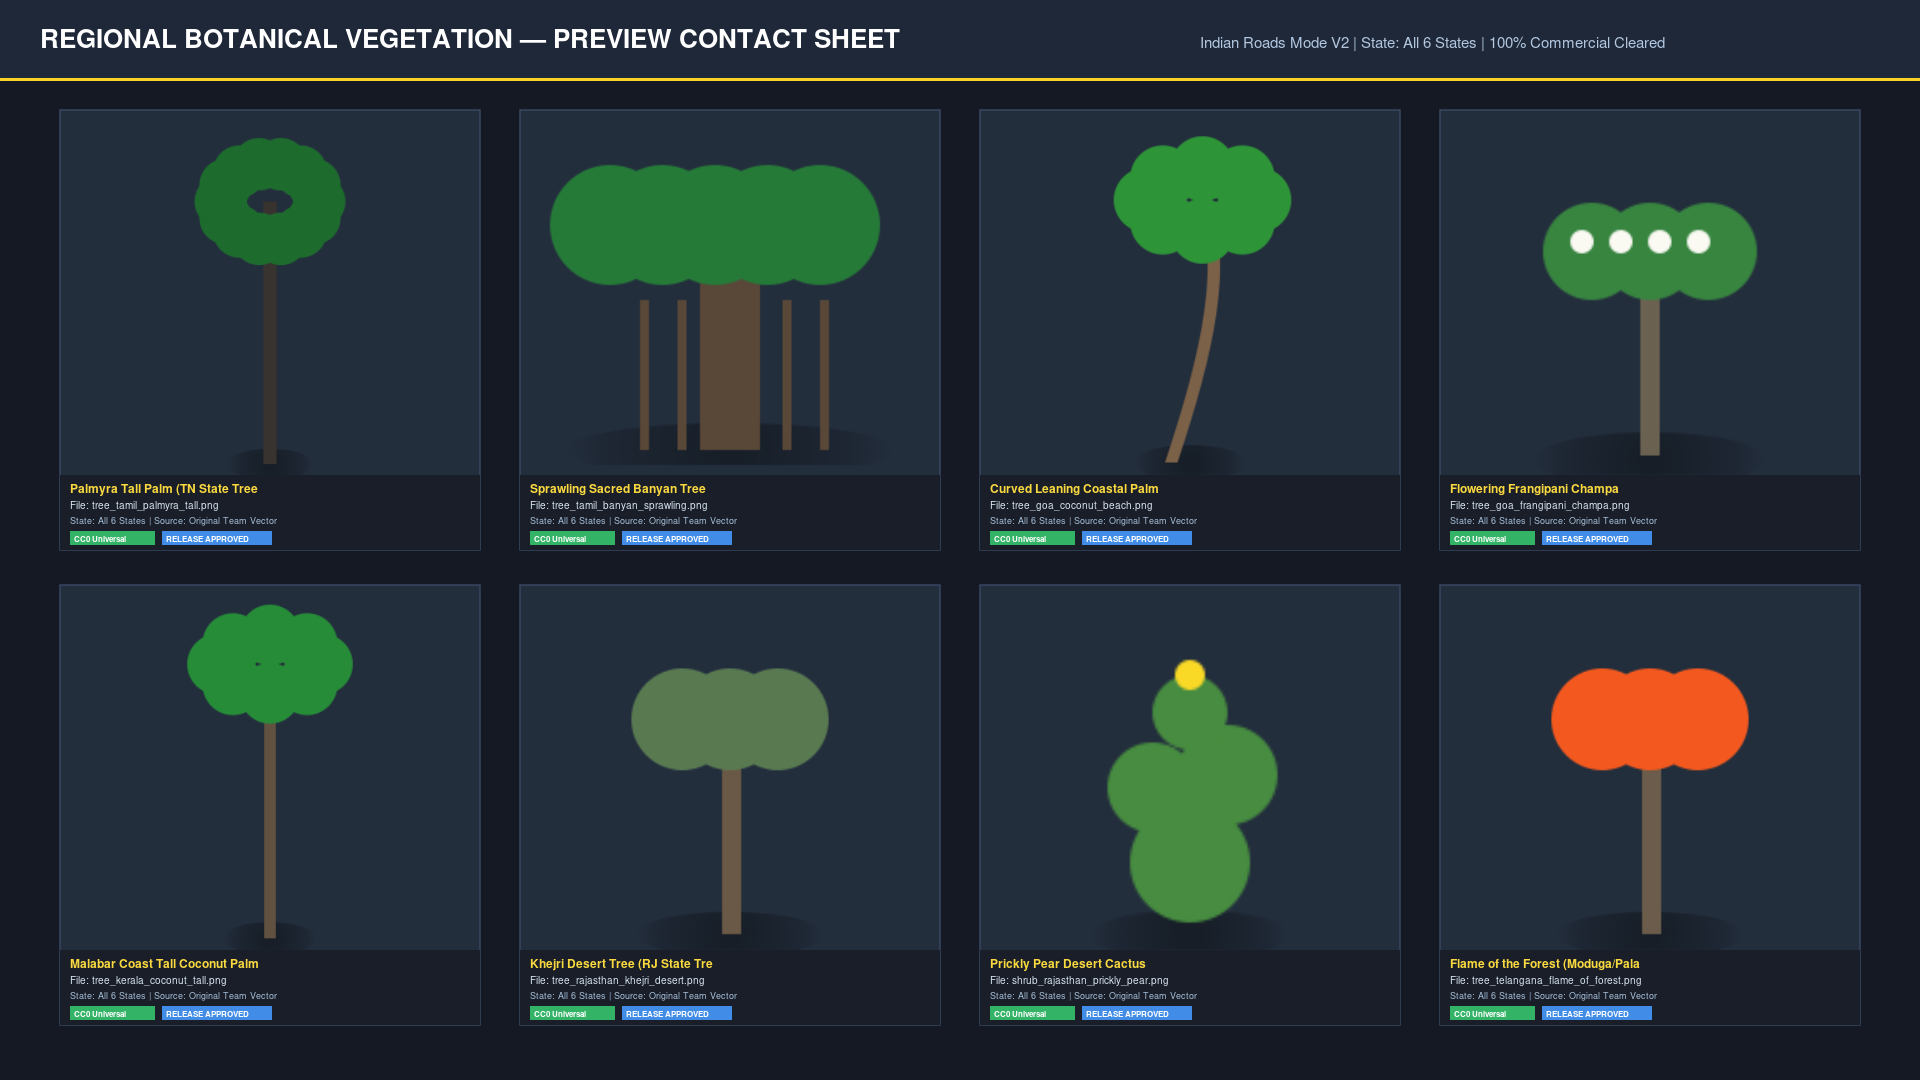 REGIONAL BOTANICAL VEGETATION — PREVIEW CONTACT SHEET
Indian Roads Mode V2 | State: All 6 States | 100% Commercial Cleared
Palmyra Tall Palm (TN State Tree
File: tree_tamil_palmyra_tall.png
State: All 6 States | Source: Original Team Vector
CC0 Universal
RELEASE APPROVED
Sprawling Sacred Banyan Tree
File: tree_tamil_banyan_sprawling.png
State: All 6 States | Source: Original Team Vector
CC0 Universal
RELEASE APPROVED
Curved Leaning Coastal Palm
File: tree_goa_coconut_beach.png
State: All 6 States | Source: Original Team Vector
CC0 Universal
RELEASE APPROVED
Flowering Frangipani Champa
File: tree_goa_frangipani_champa.png
State: All 6 States | Source: Original Team Vector
CC0 Universal
RELEASE APPROVED
Malabar Coast Tall Coconut Palm
File: tree_kerala_coconut_tall.png
State: All 6 States | Source: Original Team Vector
CC0 Universal
RELEASE APPROVED
Khejri Desert Tree (RJ State Tre
File: tree_rajasthan_khejri_desert.png
State: All 6 States | Source: Original Team Vector
CC0 Universal
RELEASE APPROVED
Prickly Pear Desert Cactus
File: shrub_rajasthan_prickly_pear.png
State: All 6 States | Source: Original Team Vector
CC0 Universal
RELEASE APPROVED
Flame of the Forest (Moduga/Pala
File: tree_telangana_flame_of_forest.png
State: All 6 States | Source: Original Team Vector
CC0 Universal
RELEASE APPROVED